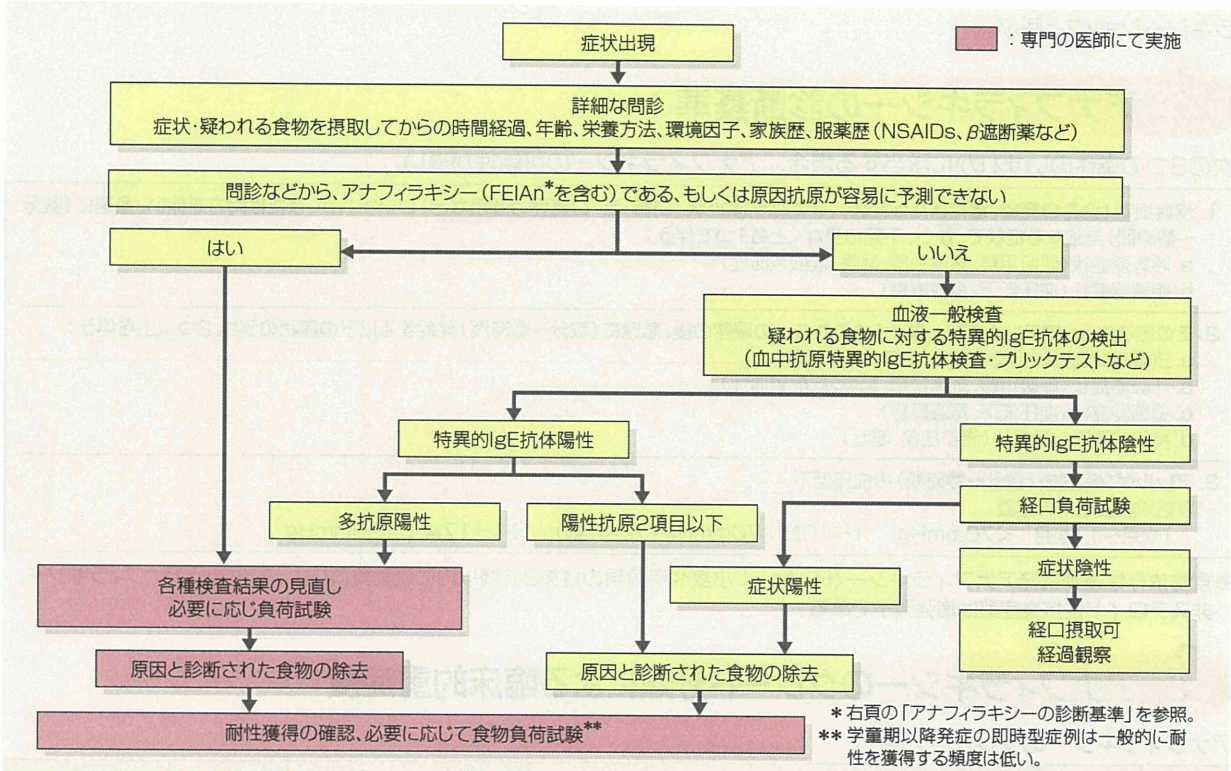 症状出現
：専門の医師にて実施
詳細な問診
症状・疑われる食物を摂取してからの時間経過、年齢、栄養方法、環境因子、家族歴、服薬歴（NSAIDs、β遮断薬など）
問診などから、アナフィラキシー（FEIAn*を含む）である、もしくは原因抗原が容易に予測できない
はい
いいえ
血液一般検査
疑われる食物に対する特異的IgE抗体の検出
（血中抗原特異的IgE抗体検査・プリックテストなど）
特異的IgE抗体陽性
特異的IgE抗体陰性
多抗原陽性
陽性抗原2項目以下
経口負荷試験
各種検査結果の見直し
必要に応じ負荷試験
症状陽性
症状陰性
原因と診断された食物の除去
原因と診断された食物の除去
経口摂取可
経過観察
耐性獲得の確認、必要に応じて食物負荷試験**
*右頁の「アナフィラキシーの診断基準」を参照。
**学童期以降発症の即時型症例は一般的に耐
性を獲得する頻度は低い。